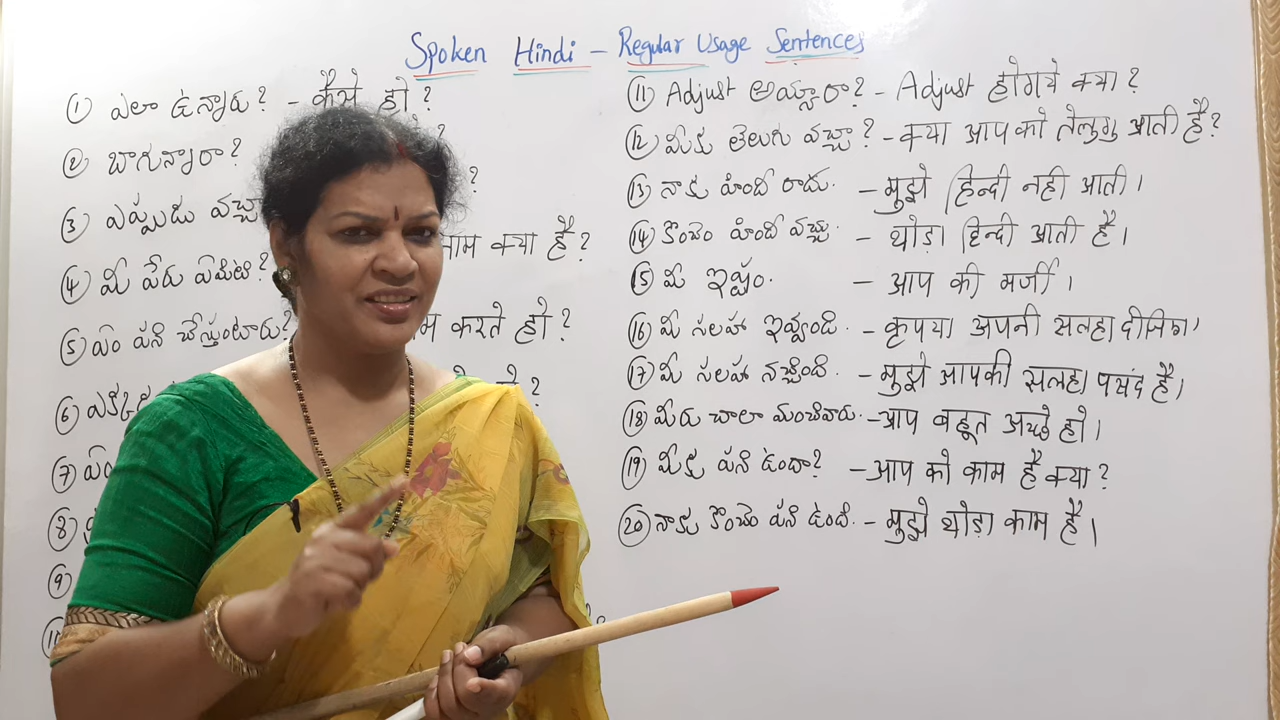 Spoken Hindi - Regular Usage Sentences
① ఎలా ఉన్నారు? - कैसे हो?
② బాగున్నారా? ?
③ ఎప్పుడు ?
④ మీ పేరు ఏమిటి? नाम क्या है?
⑤ ఏం పని చేస్తుంటారు? करते हो?
⑥ ?
⑦
⑧
⑨
⑪ Adjust అయ్యారా? - Adjust होगये क्या?
⑫ మీకు తెలుగు వచ్చా? - क्या आप को तेलुगु आती है?
⑬ నాకు హిందీ రాదు. - मुझे हिन्दी नही आती।
⑭ కొంచెం హిందీ వచ్చు. - थोडा हिन्दी आती है।
⑮ మీ ఇష్టం. - आप की मर्जी।
⑯ మీ సలహా ఇవ్వండి. - कृपया अपनी सलहा दीजिए।
⑰ మీ సలహా నచ్చింది. - मुझे आपकी सलहा पसंद है।
⑱ మీరు చాలా మంచివారు. - आप बहूत अच्छे हो।
⑲ మీకు పని ఉందా? - आप को काम है क्या?
⑳ నాకు కొంచెం పని ఉంది. - मुझे थोड़ा काम है।